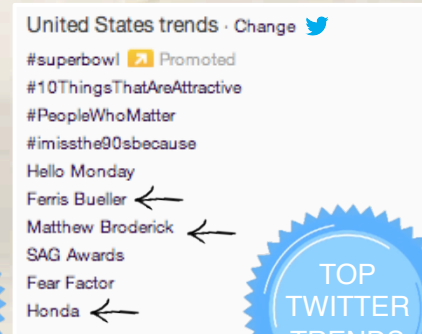 United States trends · Change
#superbowl Promoted
#10ThingsThatAreAttractive
#PeopleWhoMatter
#imissthe90sbecause
Hello Monday
Ferris Bueller
Matthew Broderick
SAG Awards
Fear Factor
Honda
TOP
TWITTER
TRENDS